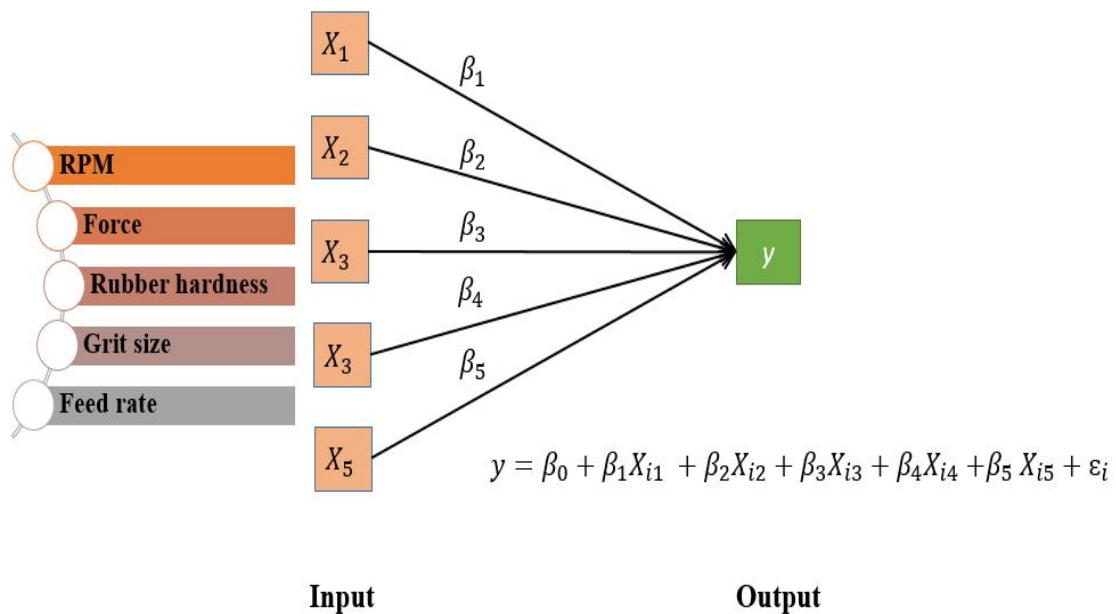 RPM
Force
Rubber hardness
Grit size
Feed rate
X₁
X₂
X₃
X₃
X₅
β₁
β₂
β₃
β₄
β₅
y
y = β₀ + β₁Xᵢ₁ + β₂Xᵢ₂ + β₃Xᵢ₃ + β₄Xᵢ₄ +β₅ Xᵢ₅ + εᵢ
Input
Output